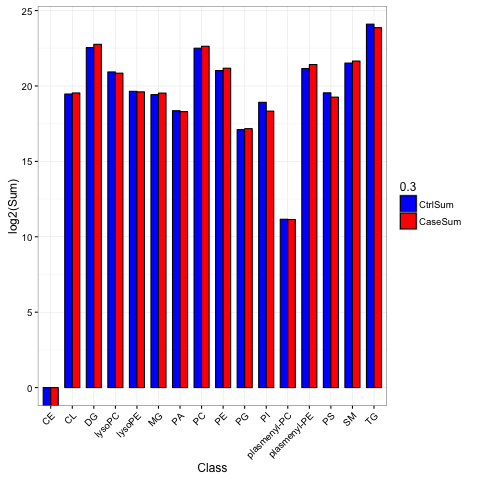 25
20
15
10
5
0
log2(Sum)
CE
CL
DG
lysoPC
lysoPE
MG
PA
PC
PE
PG
PI
plasmenyl-PC
plasmenyl-PE
PS
SM
TG
Class
0.3
CtrlSum
CaseSum